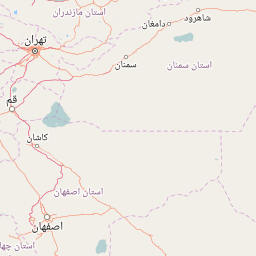 استان مازندران
شاهرود
دامغان
تهران
سمنان
استان سمنان
قم
کاشان
استان اصفهان
اصفهان
استان چها